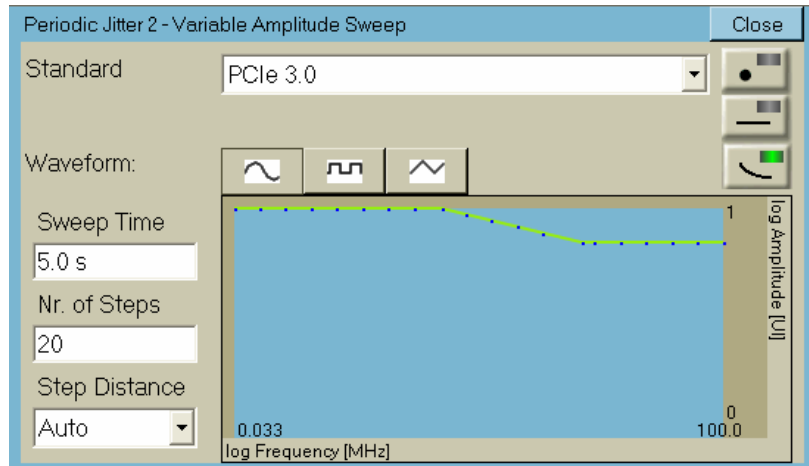 Periodic Jitter 2 - Variable Amplitude Sweep
Close
Standard
PCIe 3.0
Waveform:
Sweep Time
5.0 s
Nr. of Steps
20
Step Distance
Auto
1
log Amplitude [UI]
0
0.033
100.0
log Frequency [MHz]